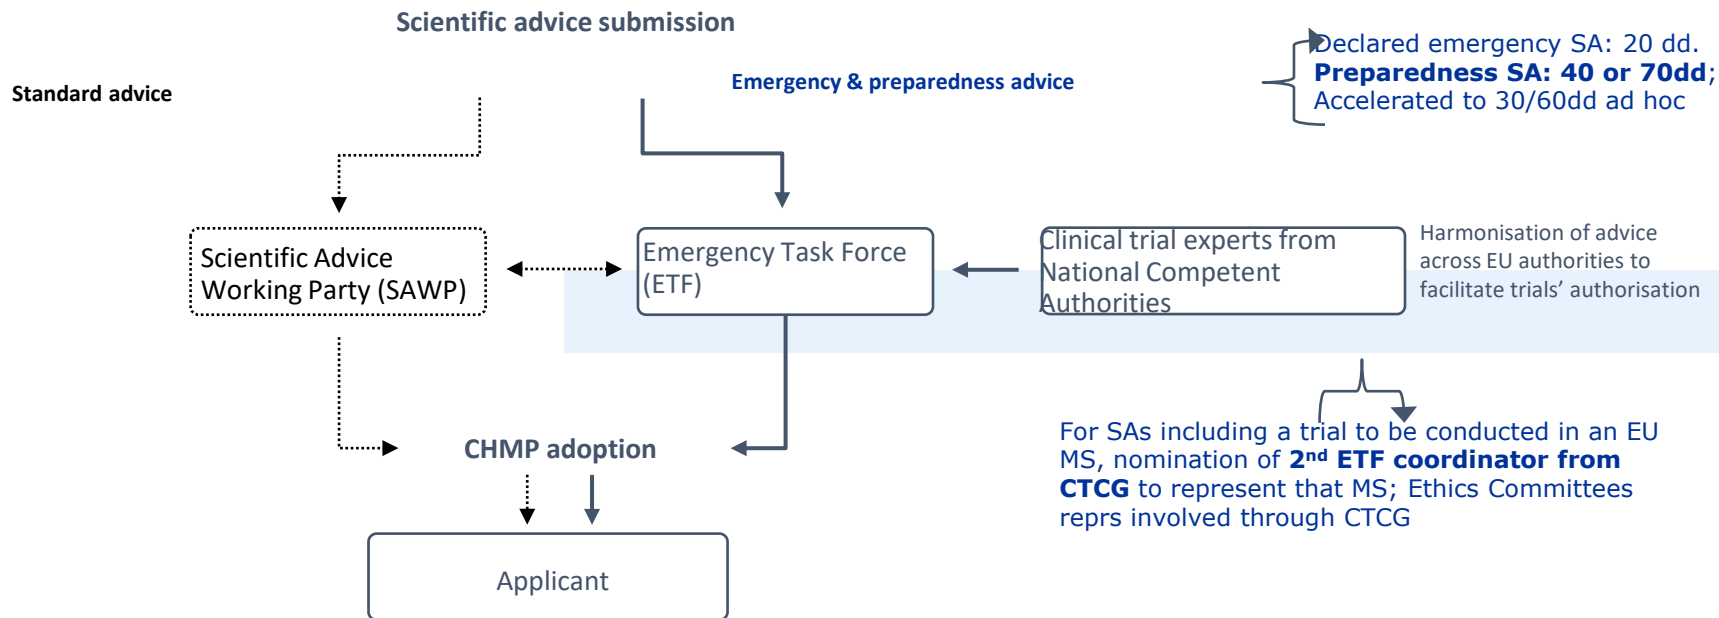 Scientific advice submission
Standard advice
Emergency & preparedness advice
Declared emergency SA: 20 dd.
Preparedness SA: 40 or 70dd;
Accelerated to 30/60dd ad hoc
Scientific Advice
Working Party (SAWP)
Emergency Task Force
(ETF)
Clinical trial experts from
National Competent
Authorities
Harmonisation of advice
across EU authorities to
facilitate trials’ authorisation
For SAs including a trial to be conducted in an EU
MS, nomination of 2nd ETF coordinator from
CTCG to represent that MS; Ethics Committees
reprs involved through CTCG
CHMP adoption
Applicant